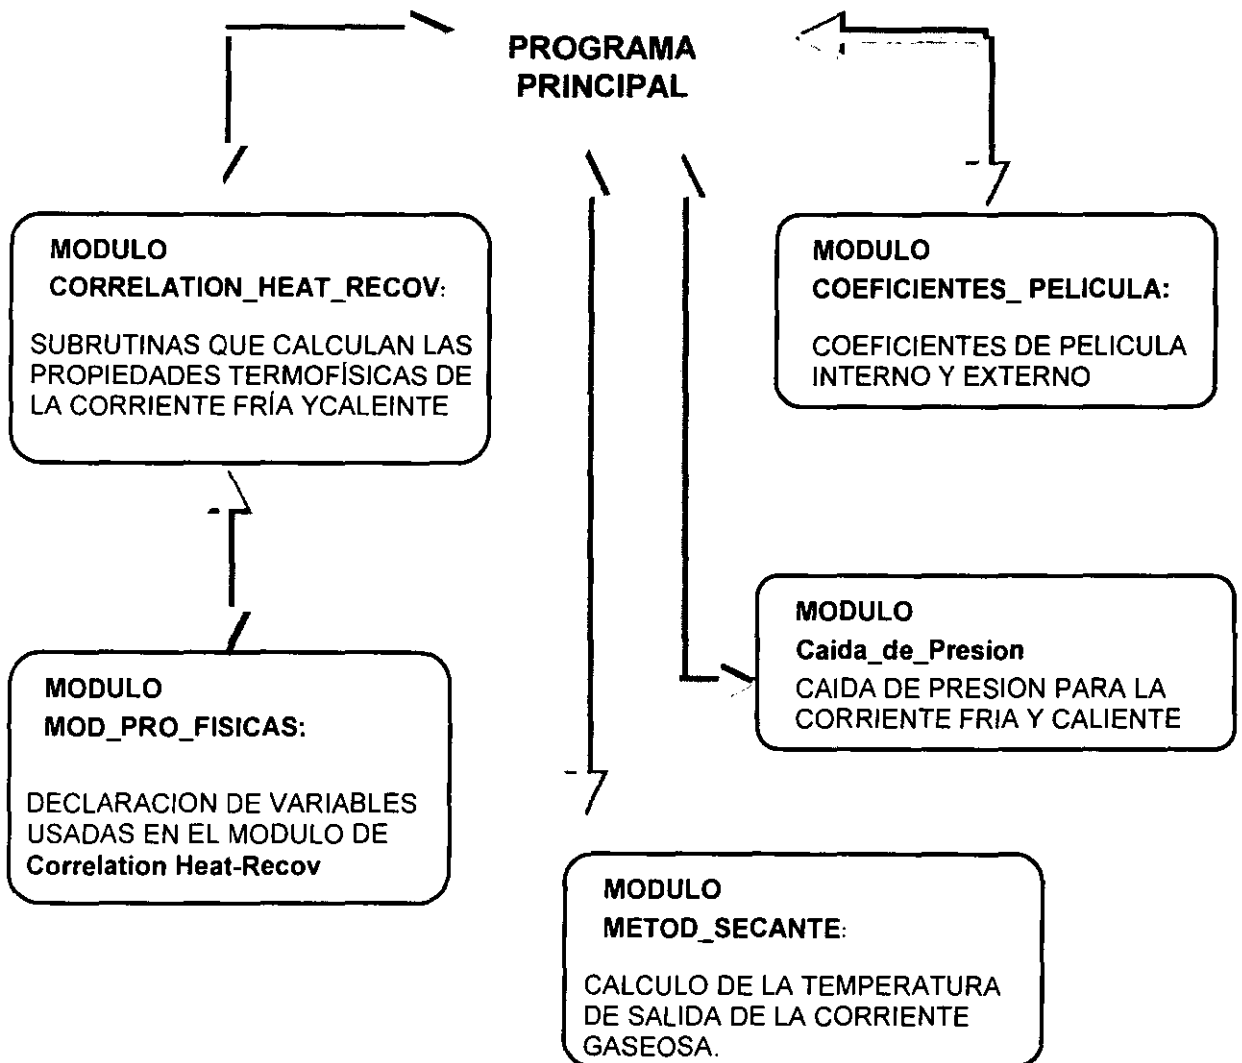 PROGRAMA
PRINCIPAL
MODULO
CORRELATION_HEAT_RECOV:
SUBRUTINAS QUE CALCULAN LAS
PROPIEDADES TERMOFÍSICAS DE
LA CORRIENTE FRÍA YCALEINTE
MODULO
COEFICIENTES_ PELICULA:
COEFICIENTES DE PELICULA
INTERNO Y EXTERNO
MODULO
MOD_PRO_FISICAS:
DECLARACION DE VARIABLES
USADAS EN EL MODULO DE
Correlation Heat-Recov
MODULO
Caida_de_Presion
CAIDA DE PRESION PARA LA
CORRIENTE FRIA Y CALIENTE
MODULO
METOD_SECANTE:
CALCULO DE LA TEMPERATURA
DE SALIDA DE LA CORRIENTE
GASEOSA.